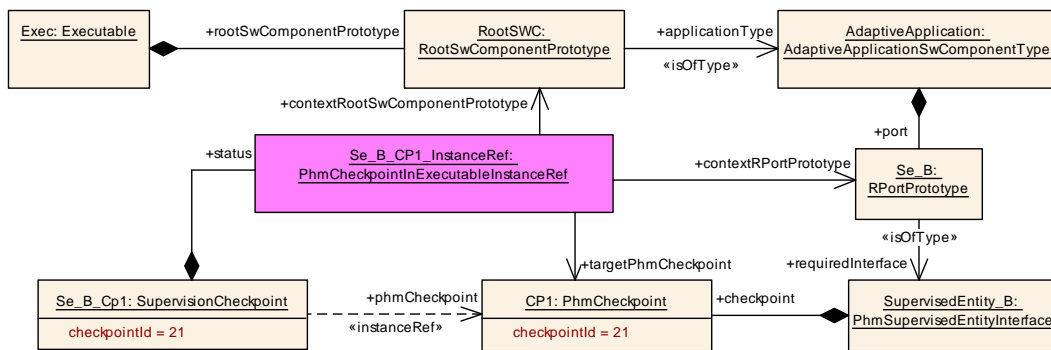 Exec: Executable
+rootSwComponentPrototype
RootSWC:
RootSwComponentPrototype
+applicationType
«isOfType»
AdaptiveApplication:
AdaptiveApplicationSwComponentType
+contextRootSwComponentPrototype
+port
+status
Se_B_CP1_InstanceRef:
PhmCheckpointInExecutableInstanceRef
+contextRPortPrototype
Se_B:
RPortPrototype
«isOfType»
+targetPhmCheckpoint
+requiredInterface
Se_B_Cp1: SupervisionCheckpoint
checkpointId = 21
+phmCheckpoint
«instanceRef»
CP1: PhmCheckpoint
checkpointId = 21
+checkpoint
SupervisedEntity_B:
PhmSupervisedEntityInterface